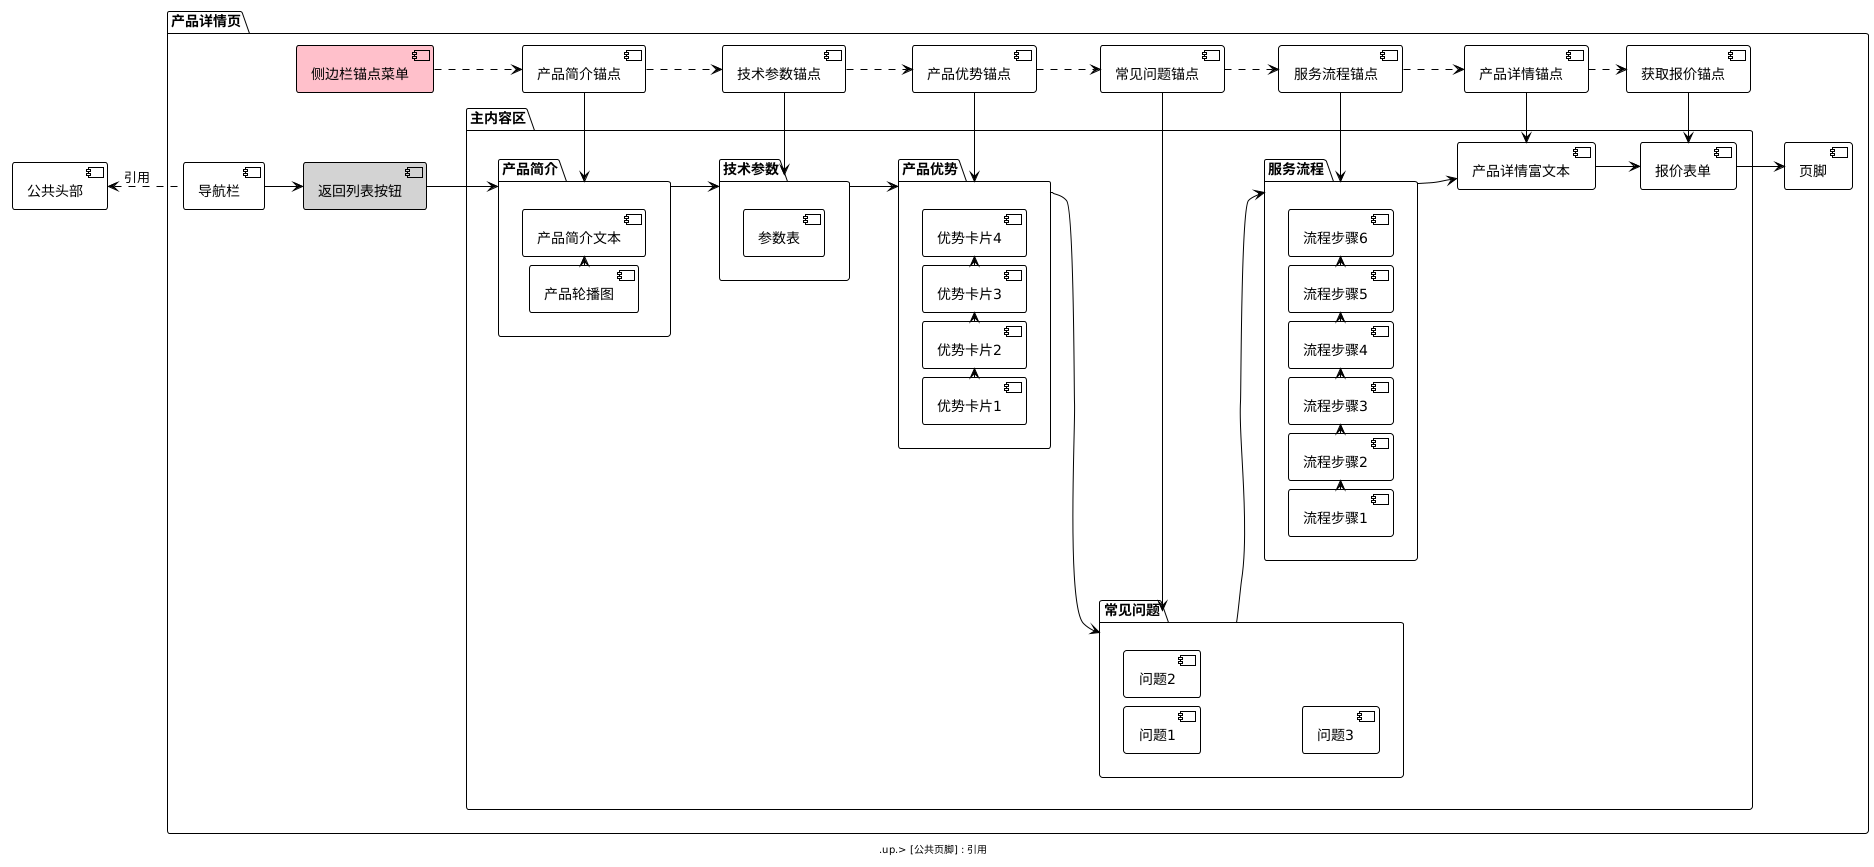 产品详情页
侧边栏锚点菜单
产品简介锚点
技术参数锚点
产品优势锚点
常见问题锚点
服务流程锚点
产品详情锚点
获取报价锚点
主内容区
公共头部
引用
导航栏
返回列表按钮
产品简介
技术参数
产品优势
服务流程
产品详情富文本
报价表单
页脚
产品简介文本
参数表
优势卡片4
流程步骤6
产品轮播图
优势卡片3
流程步骤5
优势卡片2
流程步骤4
优势卡片1
流程步骤3
流程步骤2
流程步骤1
常见问题
问题2
问题1
问题3
.up.> [公共页脚] : 引用